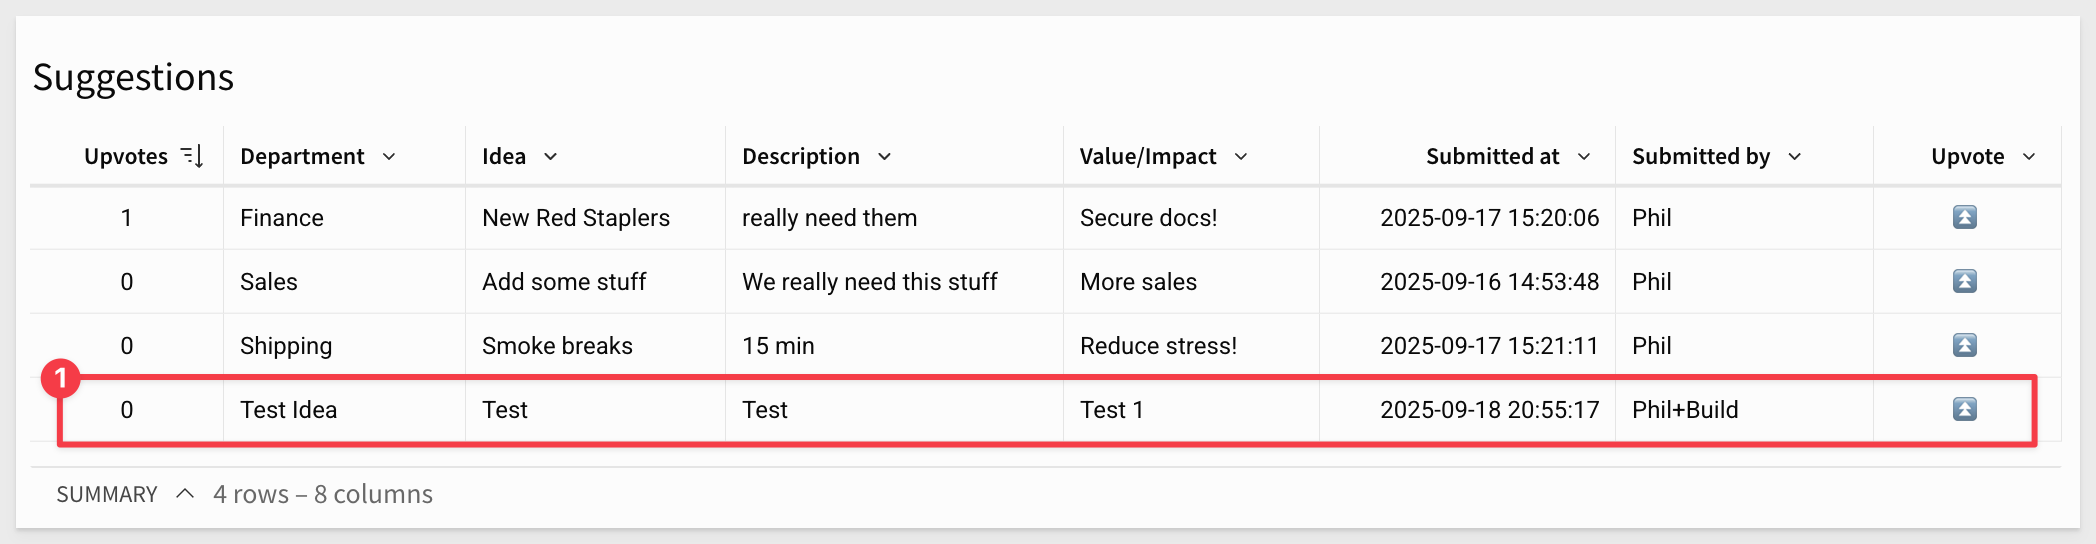 Suggestions
Upvotes Department Idea Description Value/Impact Submitted at Submitted by Upvote
1 Finance New Red Staplers really need them Secure docs! 2025-09-17 15:20:06 Phil
0 Sales Add some stuff We really need this stuff More sales 2025-09-16 14:53:48 Phil
0 Shipping Smoke breaks 15 min Reduce stress! 2025-09-17 15:21:11 Phil
1
0 Test Idea Test Test Test 1 2025-09-18 20:55:17 Phil+Build
SUMMARY 4 rows – 8 columns